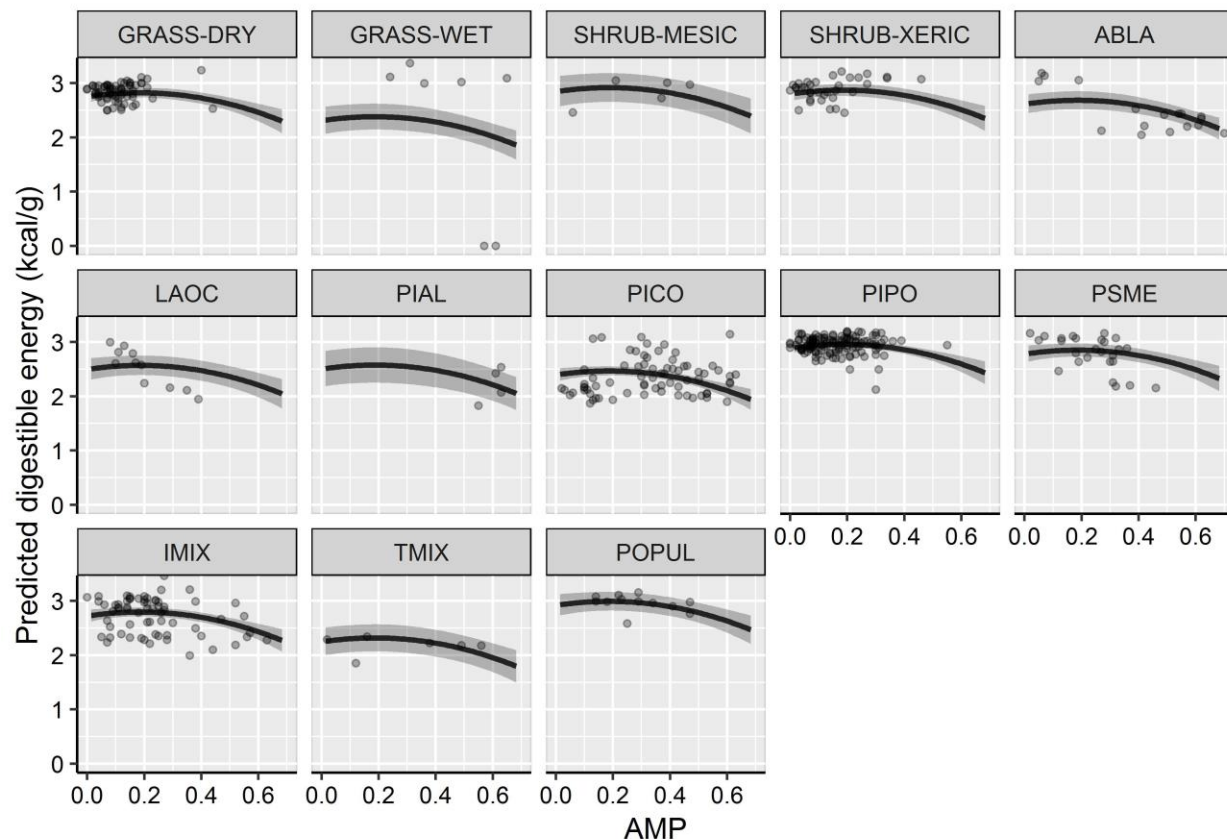 GRASS-DRY GRASS-WET SHRUB-MESIC SHRUB-XERIC ABLA
3
2
1
0
LAOC PIAL PICO PIPO PSME
3
2
1
0
0.0 0.2 0.4 0.6 0.0 0.2 0.4 0.6
IMIX TMIX POPUL
3
2
1
0
0.0 0.2 0.4 0.6 0.0 0.2 0.4 0.6 0.0 0.2 0.4 0.6
Predicted digestible energy (kcal/g)
AMP